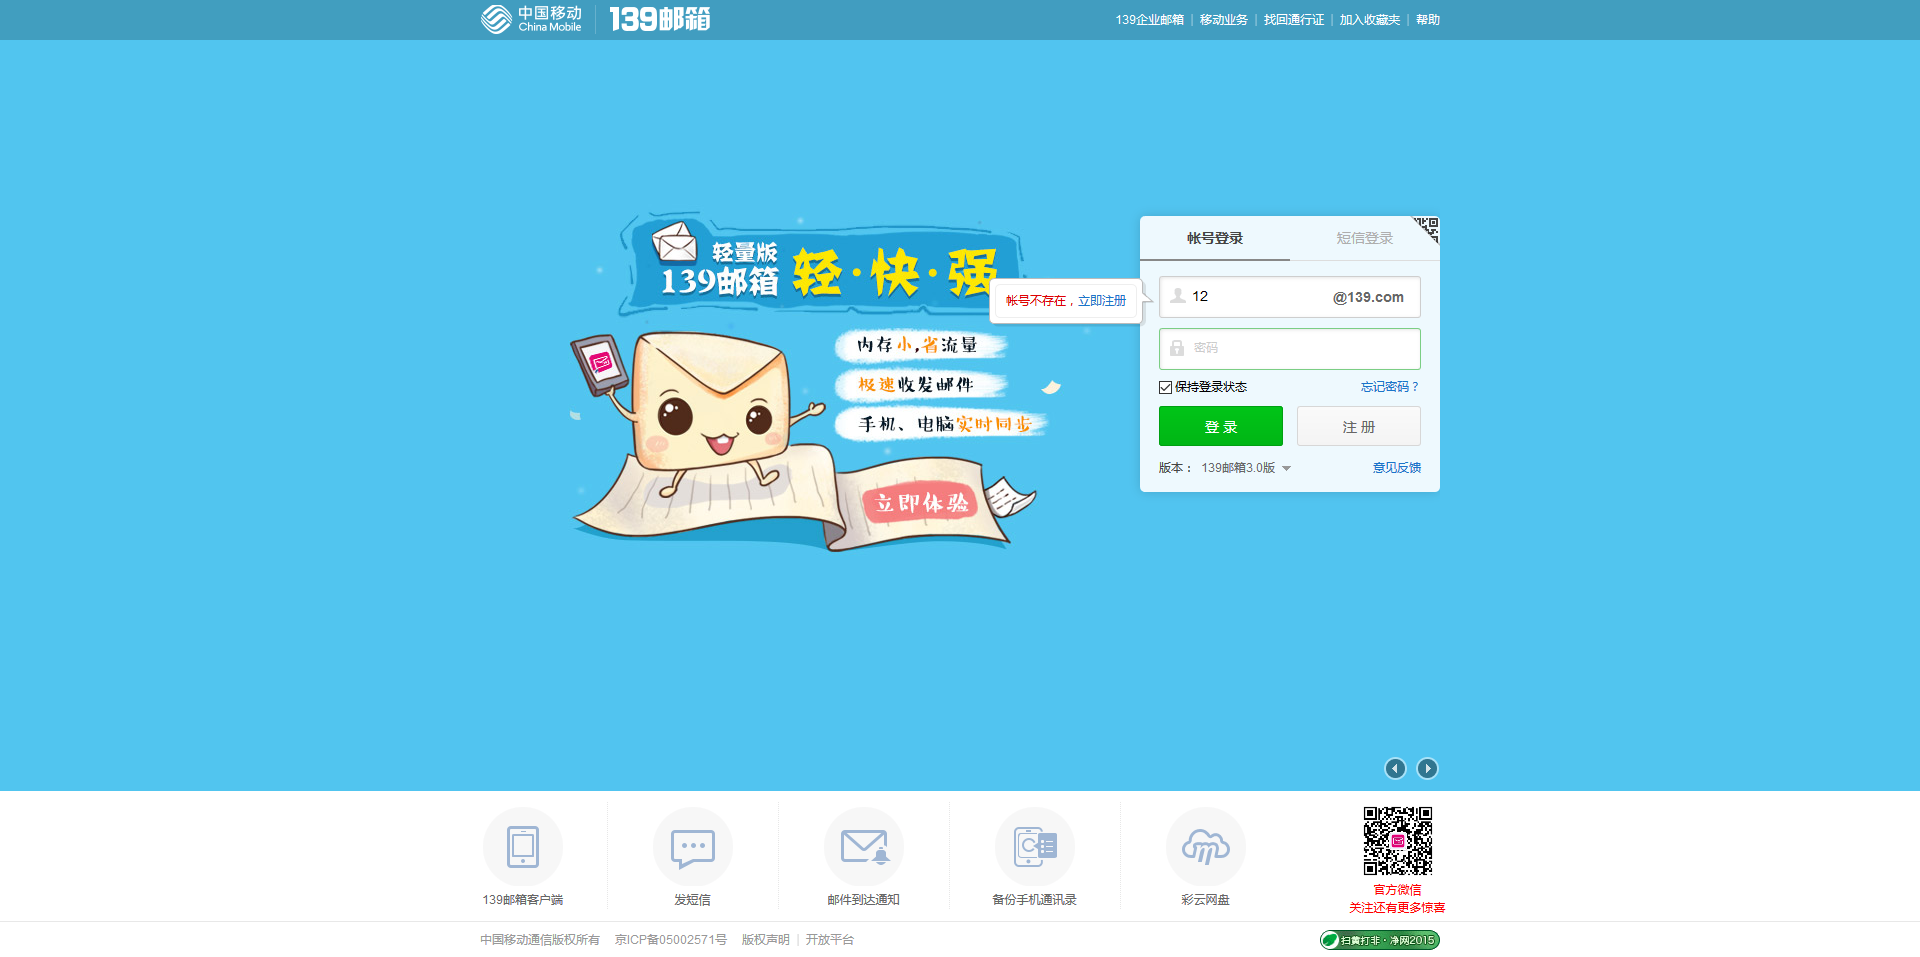 中国移动
China Mobile
139邮箱
139企业邮箱 | 移动业务 | 找回通行证 | 加入收藏夹 | 帮助
轻量版
139邮箱
轻·快·强
内存小,省流量
极速收发邮件
手机、电脑实时同步
立即体验
帐号登录
短信登录
帐号不存在，立即注册
12
@139.com
密码
保持登录状态
忘记密码？
登 录
注 册
版本： 139邮箱3.0版
意见反馈
139邮箱客户端
发短信
邮件到达通知
备份手机通讯录
彩云网盘
官方微信
关注还有更多惊喜
中国移动通信版权所有 京ICP备05002571号 版权声明 | 开放平台
扫黄打非·净网2015